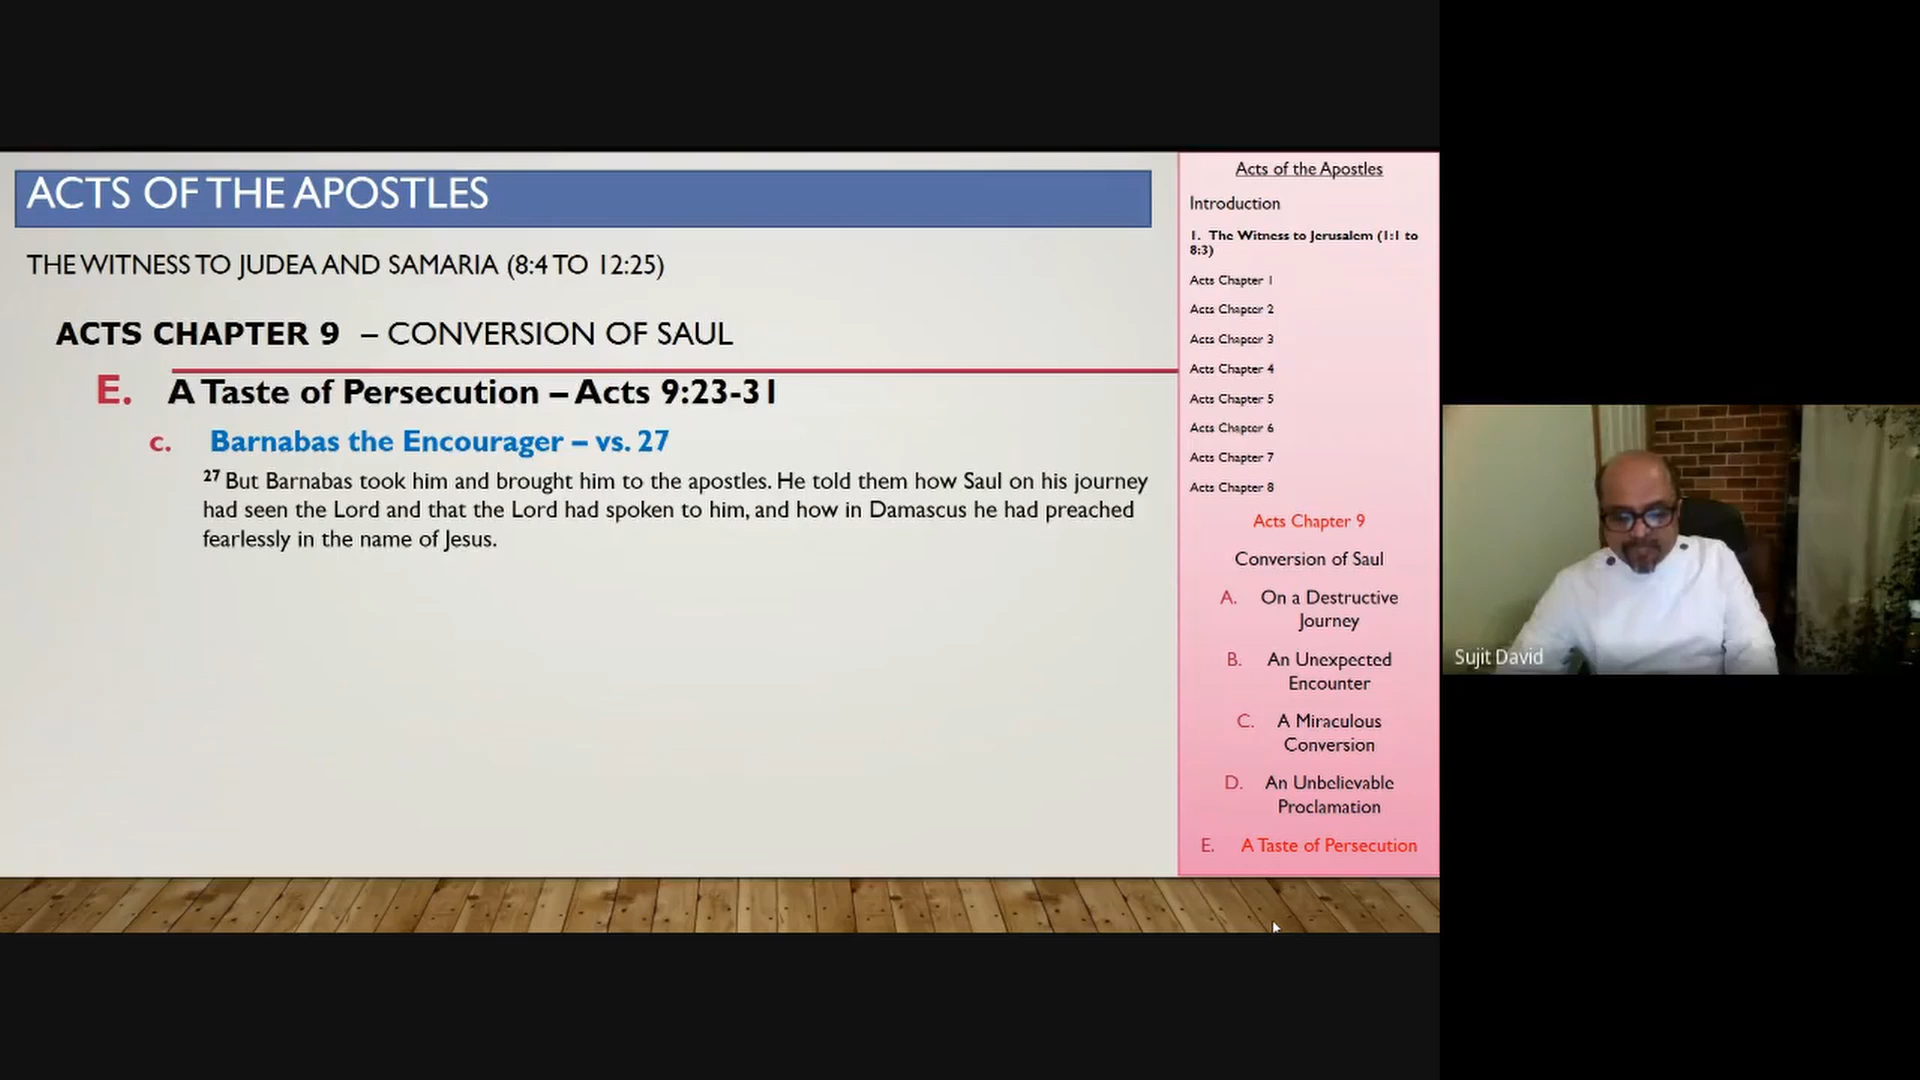 ACTS OF THE APOSTLES
THE WITNESS TO JUDEA AND SAMARIA (8:4 TO 12:25)
ACTS CHAPTER 9 – CONVERSION OF SAUL
E. A Taste of Persecution – Acts 9:23-31
c. Barnabas the Encourager – vs. 27
27 But Barnabas took him and brought him to the apostles. He told them how Saul on his journey
had seen the Lord and that the Lord had spoken to him, and how in Damascus he had preached
fearlessly in the name of Jesus.
Acts of the Apostles
Introduction
1. The Witness to Jerusalem (1:1 to
8:3)
Acts Chapter 1
Acts Chapter 2
Acts Chapter 3
Acts Chapter 4
Acts Chapter 5
Acts Chapter 6
Acts Chapter 7
Acts Chapter 8
Acts Chapter 9
Conversion of Saul
A. On a Destructive
Journey
B. An Unexpected
Encounter
C. A Miraculous
Conversion
D. An Unbelievable
Proclamation
E. A Taste of Persecution
Sujit David